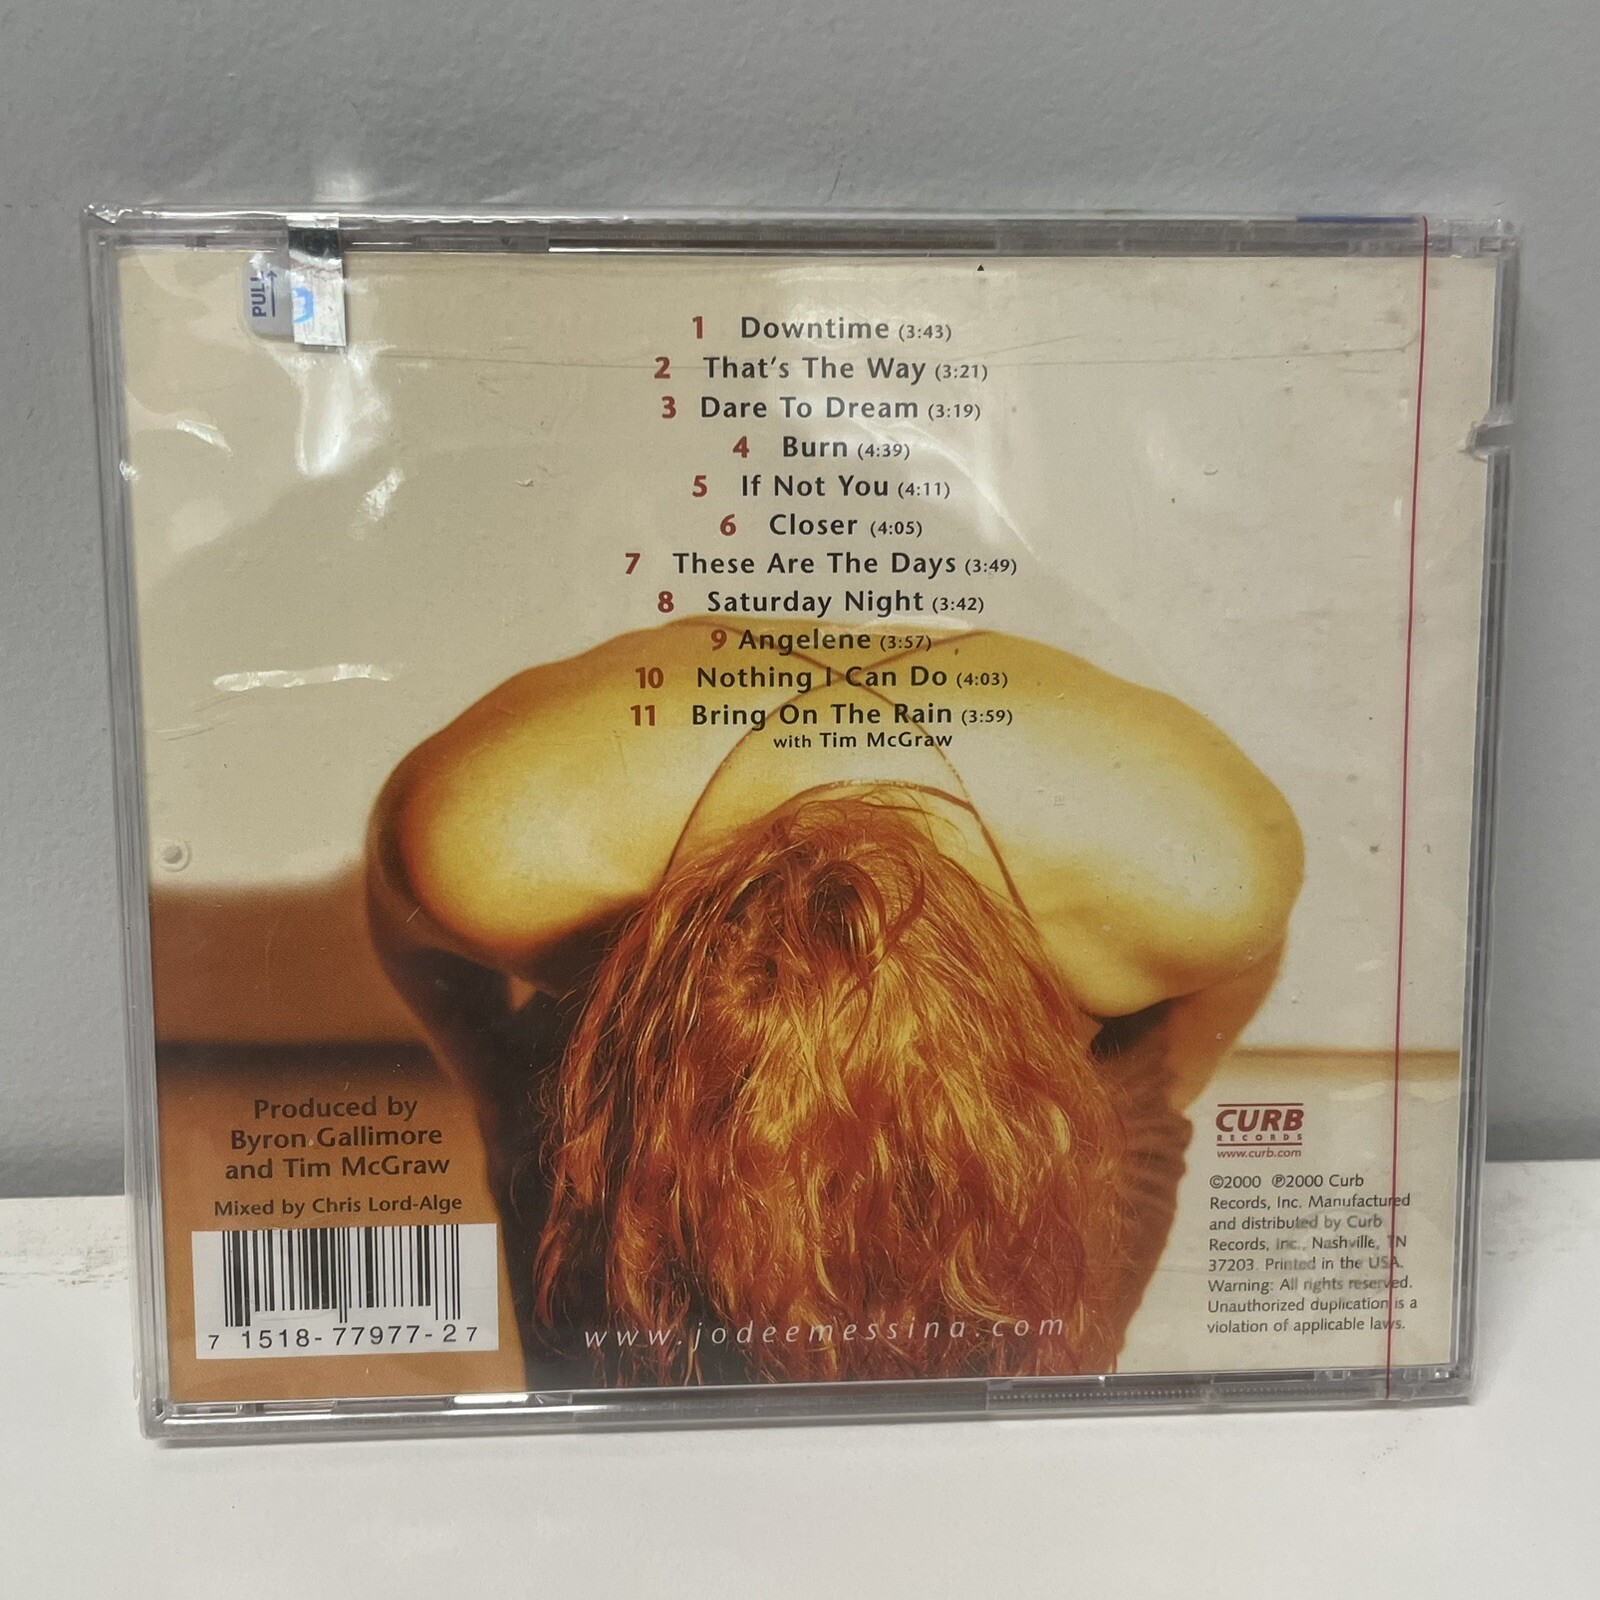 PULL
1 Downtime (3:43)
2 That's The Way (3:21)
3 Dare To Dream (3:19)
4 Burn (4:39)
5 If Not You (4:11)
6 Closer (4:05)
7 These Are The Days (3:49)
8 Saturday Night (3:42)
9 Angelene (3:57)
10 Nothing I Can Do (4:03)
11 Bring On The Rain (3:59)
with Tim McGraw
Produced by
Byron Gallimore
and Tim McGraw
Mixed by Chris Lord-Alge
7 1518-77977-2 7
www.jodeemessina.com
CURB
RECORDS
www.curb.com
©2000 ℗2000 Curb
Records, Inc. Manufactured
and distributed by Curb
Records, Inc., Nashville, TN
37203. Printed in the USA.
Warning: All rights reserved.
Unauthorized duplication is a
violation of applicable laws.